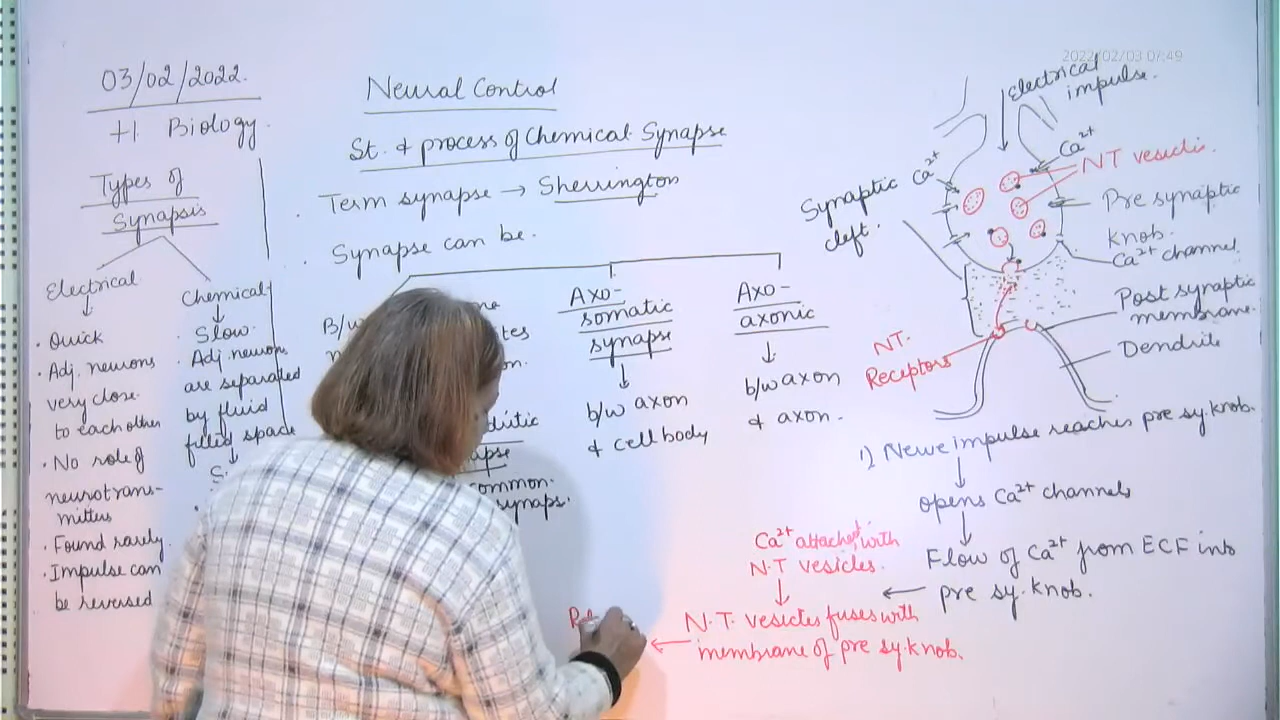 2022/02/03 07:49
03/02/2022.
+1 Biology.
Types of
Synapsis
Electrical
Quick
Adj. neurons
very close
to each other
No role of
neurotrans-
mitters
Found rarely.
Impulse can
be reversed
Chemical
Slow.
Adj. neurons
are separated
by fluid
filled space
Neural Control
St. & process of Chemical Synapse
Term synapse → Sherrington
Synapse can be.
B/w
Axo-
somatic
synapse
b/w axon
& cell body
Axo-
axonic
b/w axon
& axon.
common.
synaps.
Electrical
impulse.
Ca2+
Ca2+
NT vesicles.
Synaptic
cleft.
Pre synaptic
knob.
Ca2+ channel.
Post synaptic
membrane.
Dendrite
NT.
Receptors
1) Nerve impulse reaches pre sy. knob.
opens Ca2+ channels
Flow of Ca2+ from ECF into
pre sy. knob.
Ca2+ attached with
N.T vesicles.
N.T. vesicles fuses with
membrane of pre sy. knob.